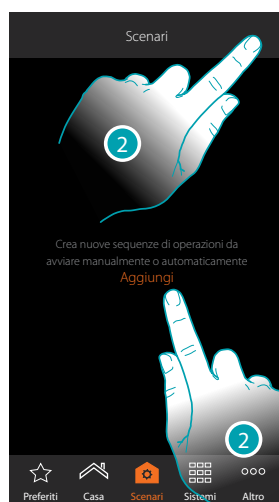 Scenari
2
Crea nuove sequenze di operazioni da
avviare manualmente o automaticamente
Aggiungi
2
Preferiti Casa Scenari Sistemi Altro